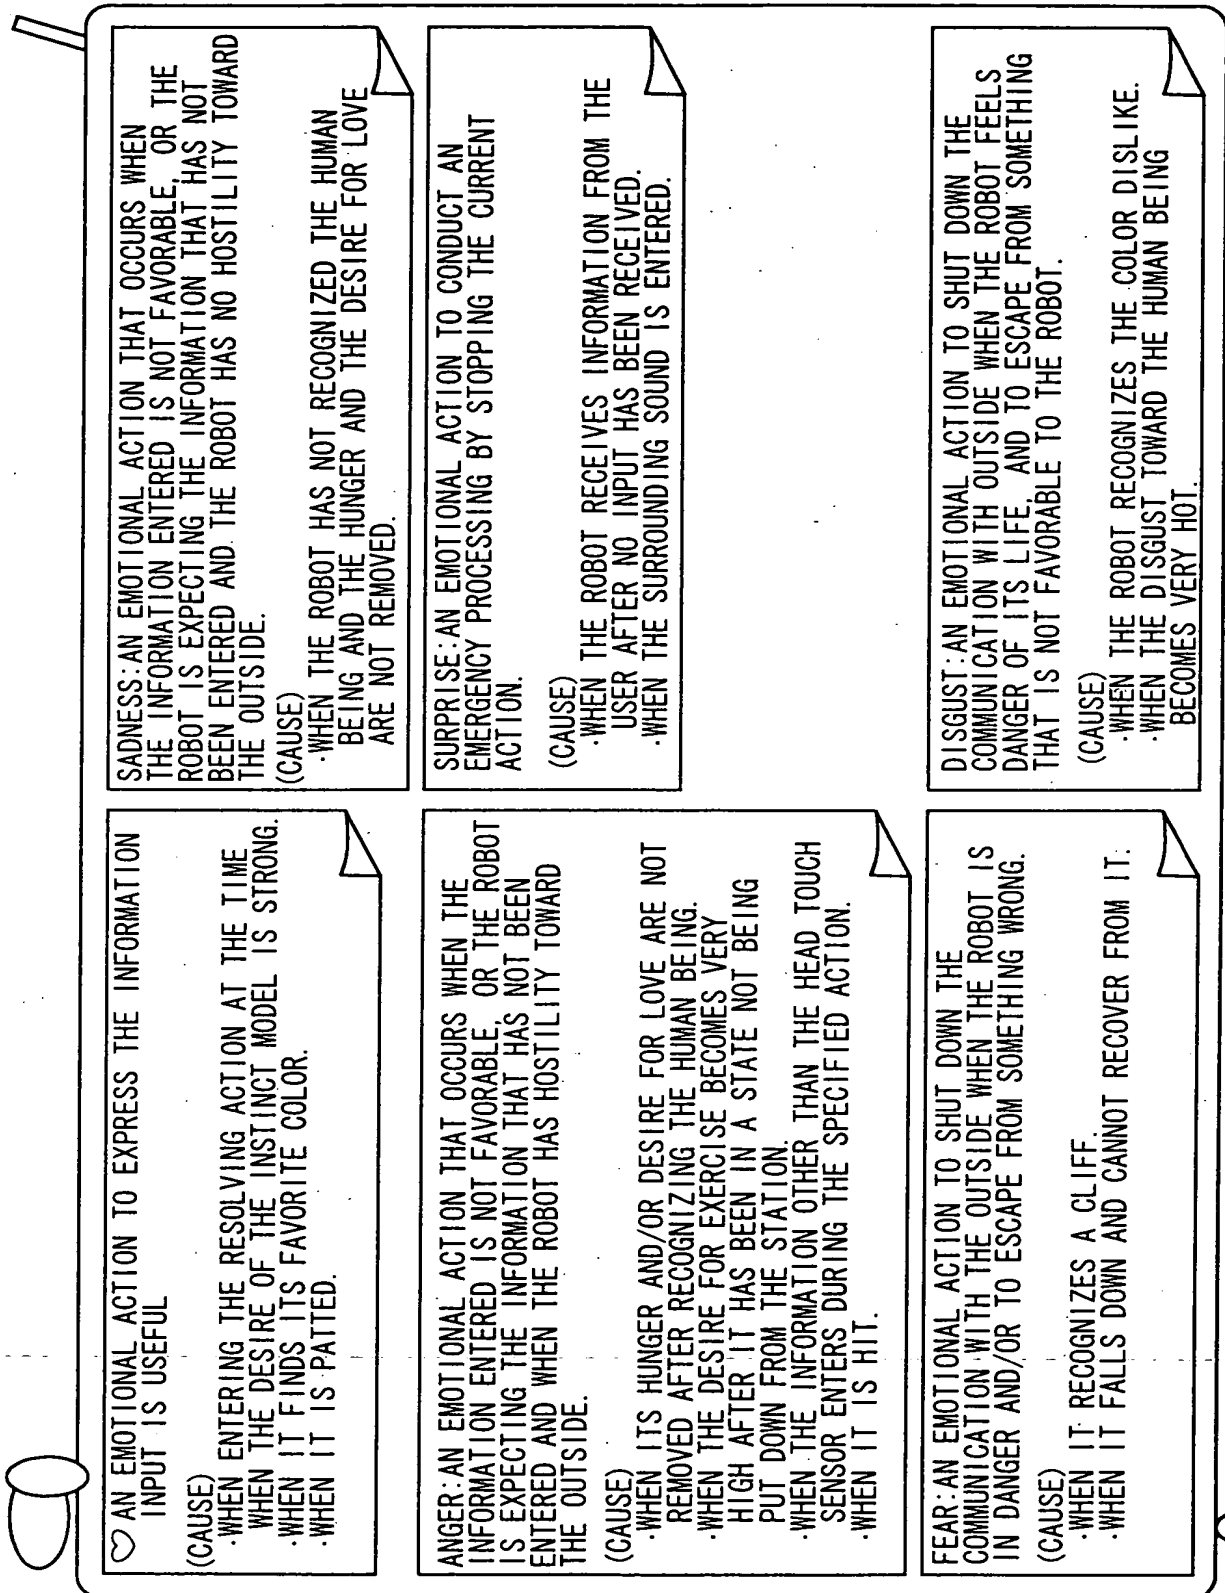 ♡ AN EMOTIONAL ACTION TO EXPRESS THE INFORMATION
INPUT IS USEFUL
(CAUSE)
·WHEN ENTERING THE RESOLVING ACTION AT THE TIME
WHEN THE DESIRE OF THE INSTINCT MODEL IS STRONG.
·WHEN IT FINDS ITS FAVORITE COLOR.
·WHEN IT IS PATTED.
SADNESS:AN EMOTIONAL ACTION THAT OCCURS WHEN
THE INFORMATION ENTERED IS NOT FAVORABLE, OR THE
ROBOT IS EXPECTING THE INFORMATION THAT HAS NOT
BEEN ENTERED AND THE ROBOT HAS NO HOSTILITY TOWARD
THE OUTSIDE.
(CAUSE)
·WHEN THE ROBOT HAS NOT RECOGNIZED THE HUMAN
BEING AND THE HUNGER AND THE DESIRE FOR LOVE
ARE NOT REMOVED.
ANGER:AN EMOTIONAL ACTION THAT OCCURS WHEN THE
INFORMATION ENTERED IS NOT FAVORABLE, OR THE ROBOT
IS EXPECTING THE INFORMATION THAT HAS NOT BEEN
ENTERED AND WHEN THE ROBOT HAS HOSTILITY TOWARD
THE OUTSIDE.
(CAUSE)
·WHEN ITS HUNGER AND/OR DESIRE FOR LOVE ARE NOT
REMOVED AFTER RECOGNIZING THE HUMAN BEING.
·WHEN THE DESIRE FOR EXERCISE BECOMES VERY
HIGH AFTER IT HAS BEEN IN A STATE NOT BEING
PUT DOWN FROM THE STATION.
·WHEN THE INFORMATION OTHER THAN THE HEAD TOUCH
SENSOR ENTERS DURING THE SPECIFIED ACTION.
·WHEN IT IS HIT.
SURPRISE:AN EMOTIONAL ACTION TO CONDUCT AN
EMERGENCY PROCESSING BY STOPPING THE CURRENT
ACTION.
(CAUSE)
·WHEN THE ROBOT RECEIVES INFORMATION FROM THE
USER AFTER NO INPUT HAS BEEN RECEIVED.
·WHEN THE SURROUNDING SOUND IS ENTERED.
FEAR:AN EMOTIONAL ACTION TO SHUT DOWN THE
COMMUNICATION WITH THE OUTSIDE WHEN THE ROBOT IS
IN DANGER AND/OR TO ESCAPE FROM SOMETHING WRONG.
(CAUSE)
·WHEN IT RECOGNIZES A CLIFF.
·WHEN IT FALLS DOWN AND CANNOT RECOVER FROM IT.
DISGUST:AN EMOTIONAL ACTION TO SHUT DOWN THE
COMMUNICATION WITH OUTSIDE WHEN THE ROBOT FEELS
DANGER OF ITS LIFE, AND TO ESCAPE FROM SOMETHING
THAT IS NOT FAVORABLE TO THE ROBOT.
(CAUSE)
·WHEN THE ROBOT RECOGNIZES THE COLOR DISLIKE.
·WHEN THE DISGUST TOWARD THE HUMAN BEING
BECOMES VERY HOT.